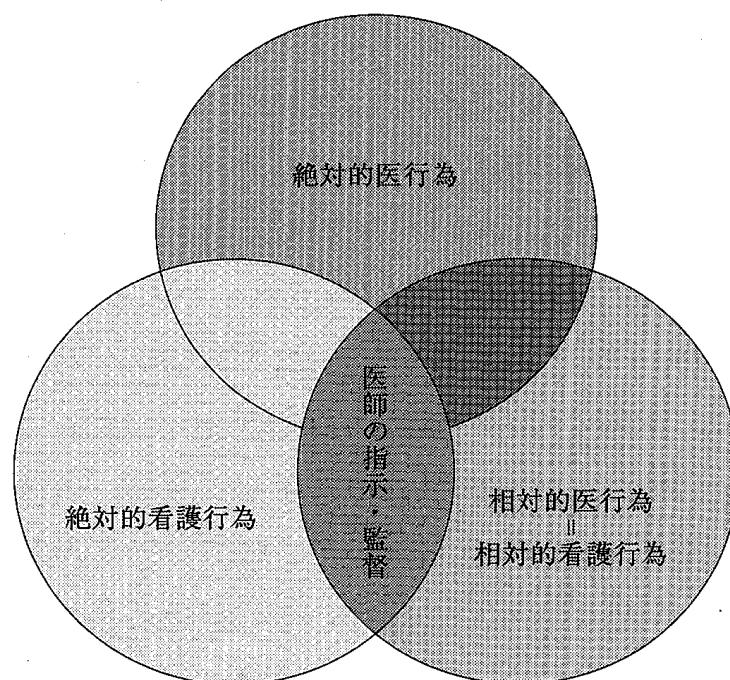 絶対的医行為
医師の指示・監督
絶対的看護行為
相対的医行為
=
相対的看護行為